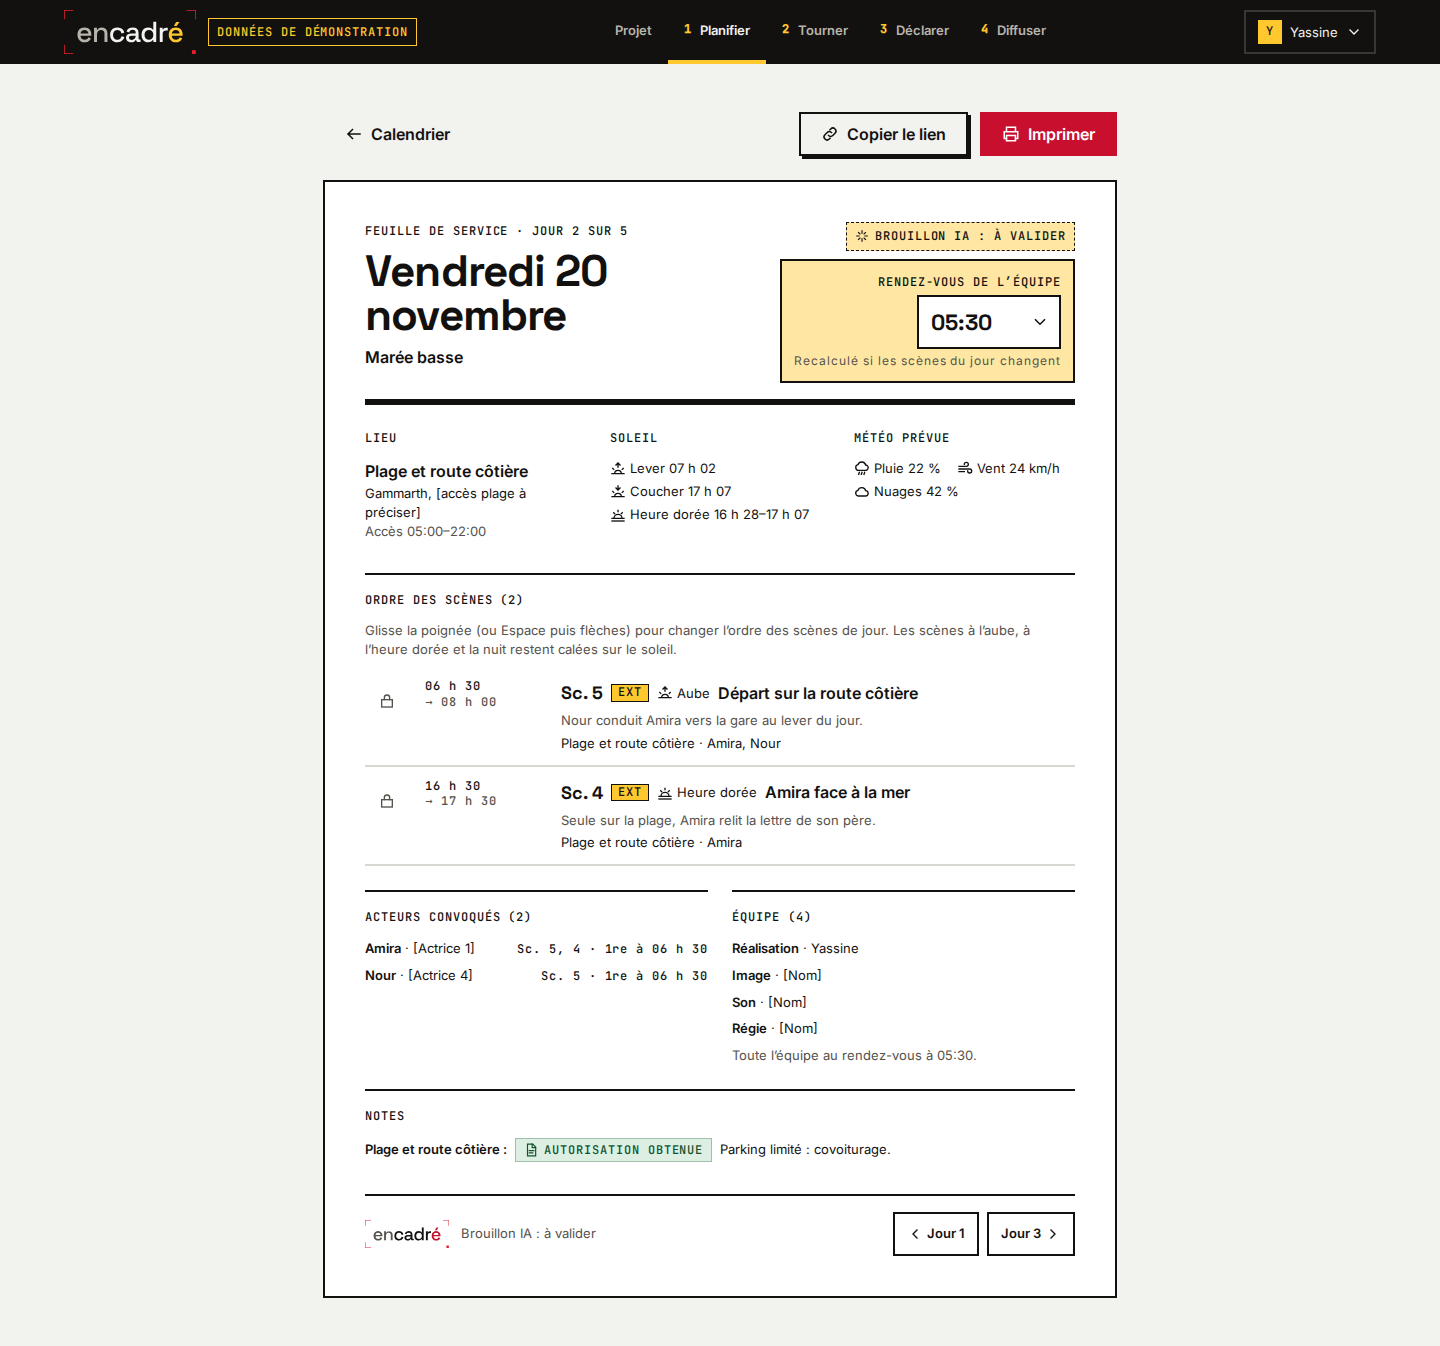 encadré
DONNÉES DE DÉMONSTRATION
Projet
1 Planifier
2 Tourner
3 Déclarer
4 Diffuser
Y Yassine
Calendrier
Copier le lien
Imprimer
FEUILLE DE SERVICE · JOUR 2 SUR 5
Vendredi 20
novembre
Marée basse
BROUILLON IA : À VALIDER
RENDEZ-VOUS DE L’ÉQUIPE
05:30
Recalculé si les scènes du jour changent
LIEU
Plage et route côtière
Gammarth, [accès plage à
préciser]
Accès 05:00–22:00
SOLEIL
Lever 07 h 02
Coucher 17 h 07
Heure dorée 16 h 28–17 h 07
MÉTÉO PRÉVUE
Pluie 22 % Vent 24 km/h
Nuages 42 %
ORDRE DES SCÈNES (2)
Glisse la poignée (ou Espace puis flèches) pour changer l’ordre des scènes de jour. Les scènes à l’aube, à
l’heure dorée et la nuit restent calées sur le soleil.
06 h 30
→ 08 h 00
Sc. 5 EXT Aube Départ sur la route côtière
Nour conduit Amira vers la gare au lever du jour.
Plage et route côtière · Amira, Nour
16 h 30
→ 17 h 30
Sc. 4 EXT Heure dorée Amira face à la mer
Seule sur la plage, Amira relit la lettre de son père.
Plage et route côtière · Amira
ACTEURS CONVOQUÉS (2)
Amira · [Actrice 1] Sc. 5, 4 · 1re à 06 h 30
Nour · [Actrice 4] Sc. 5 · 1re à 06 h 30
ÉQUIPE (4)
Réalisation · Yassine
Image · [Nom]
Son · [Nom]
Régie · [Nom]
Toute l’équipe au rendez-vous à 05:30.
NOTES
Plage et route côtière : AUTORISATION OBTENUE Parking limité : covoiturage.
encadré Brouillon IA : à valider
Jour 1
Jour 3